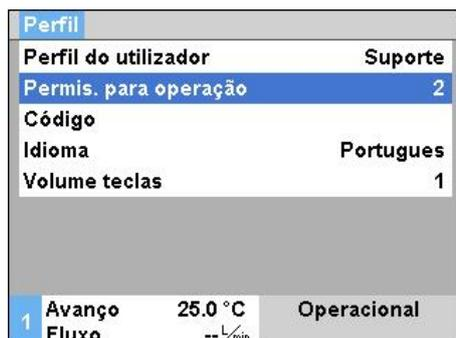 Perfil
Perfil do utilizador Suporte
Permis. para operação 2
Código
Idioma Portugues
Volume teclas 1
1 Avanço 25.0 °C Operacional
Fluxo -- L/min